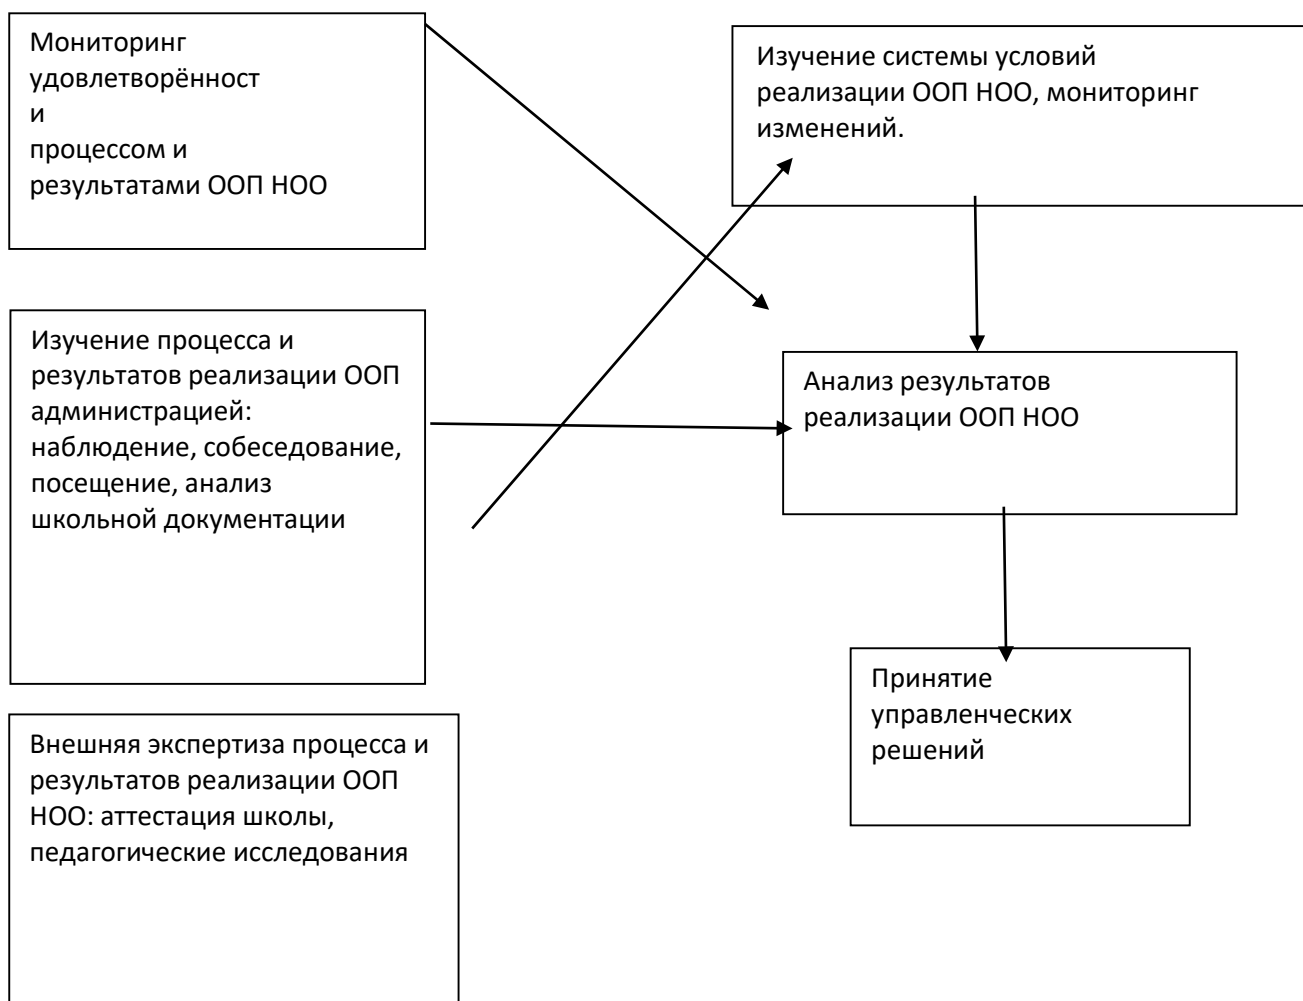 Мониторинг
удовлетворённост
и
процессом и
результатами ООП НОО
Изучение системы условий
реализации ООП НОО, мониторинг
изменений.
Изучение процесса и
результатов реализации ООП
администрацией:
наблюдение, собеседование,
посещение, анализ
школьной документации
Анализ результатов
реализации ООП НОО
Принятие
управленческих
решений
Внешняя экспертиза процесса и
результатов реализации ООП
НОО: аттестация школы,
педагогические исследования